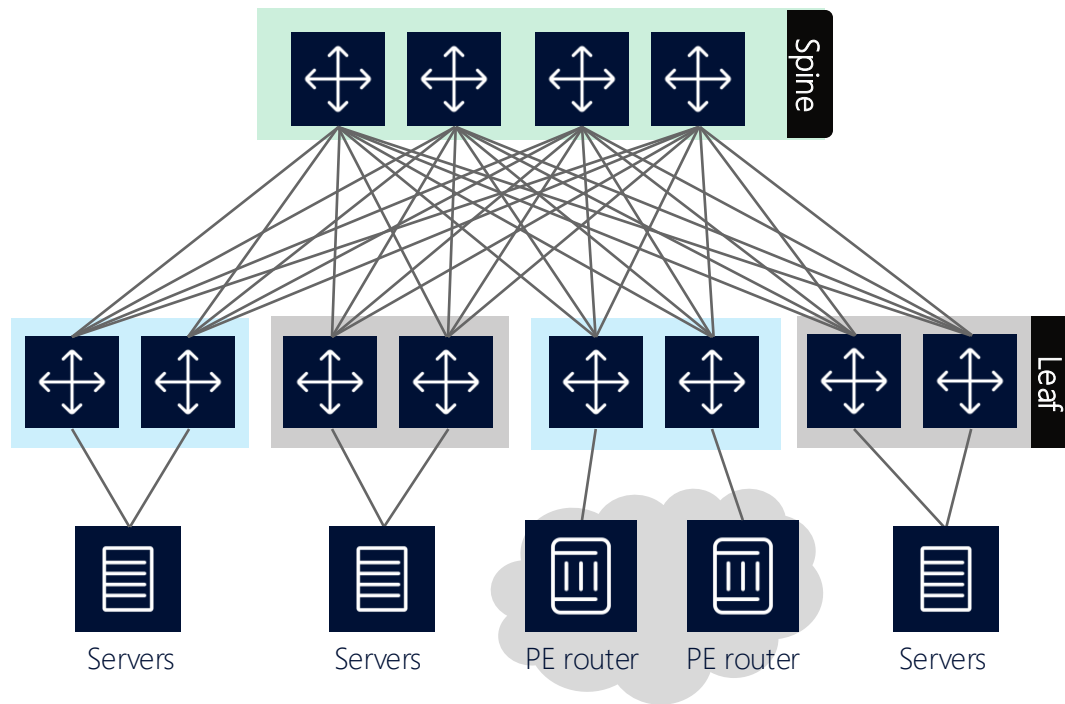 Spine
Leaf
Servers
Servers
PE router
PE router
Servers